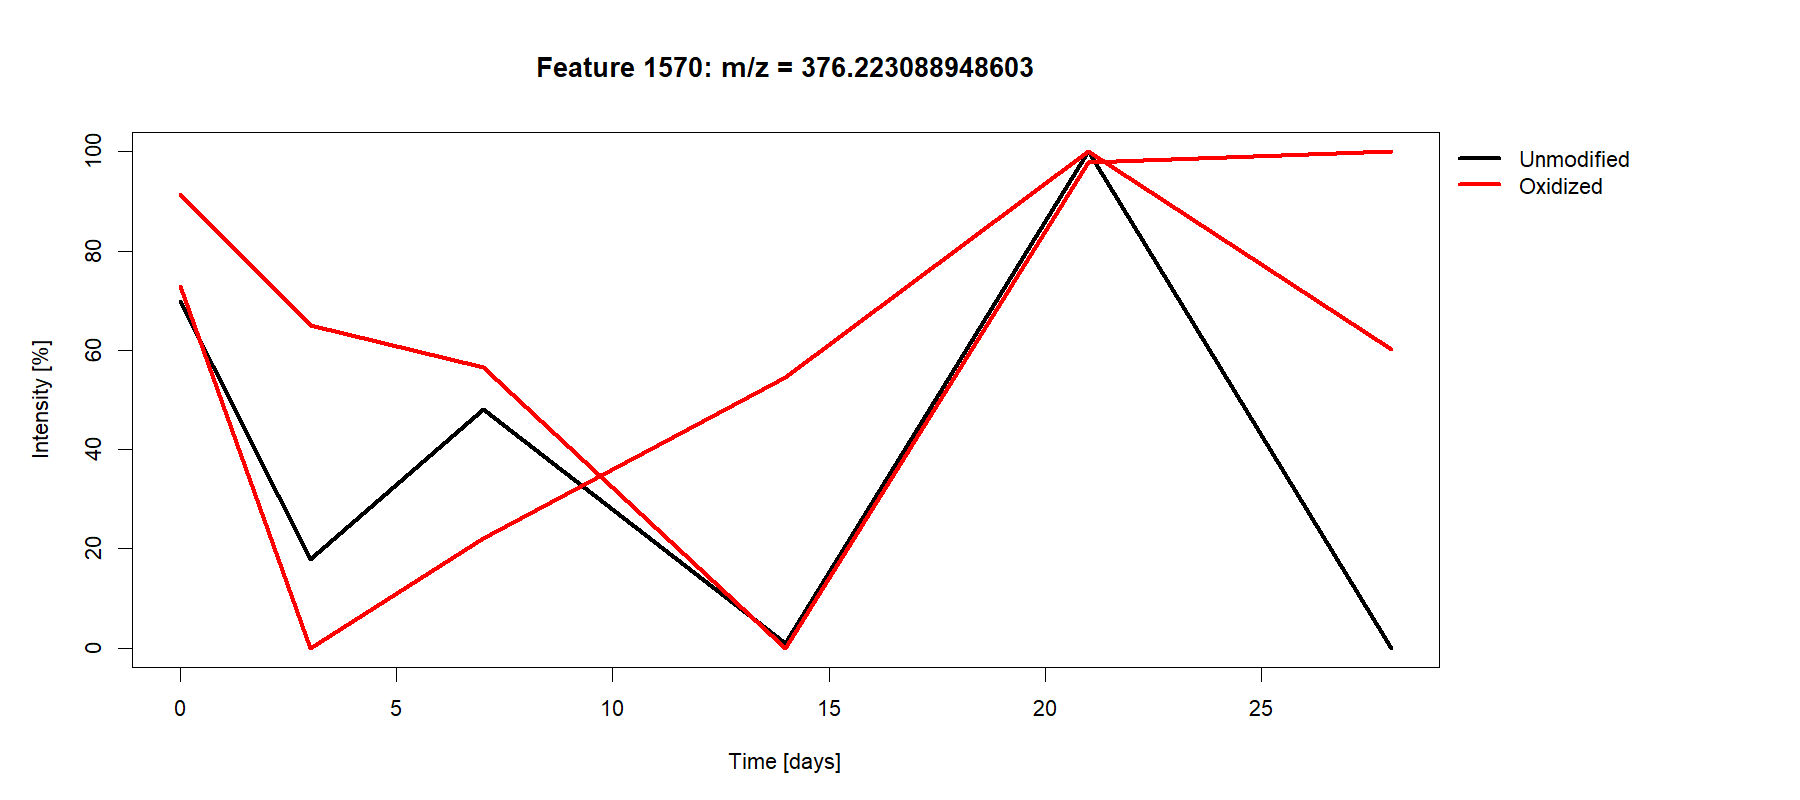 Feature 1570: m/z = 376.223088948603
Unmodified
Oxidized
Intensity [%]
100
80
60
40
20
0
0 5 10 15 20 25
Time [days]